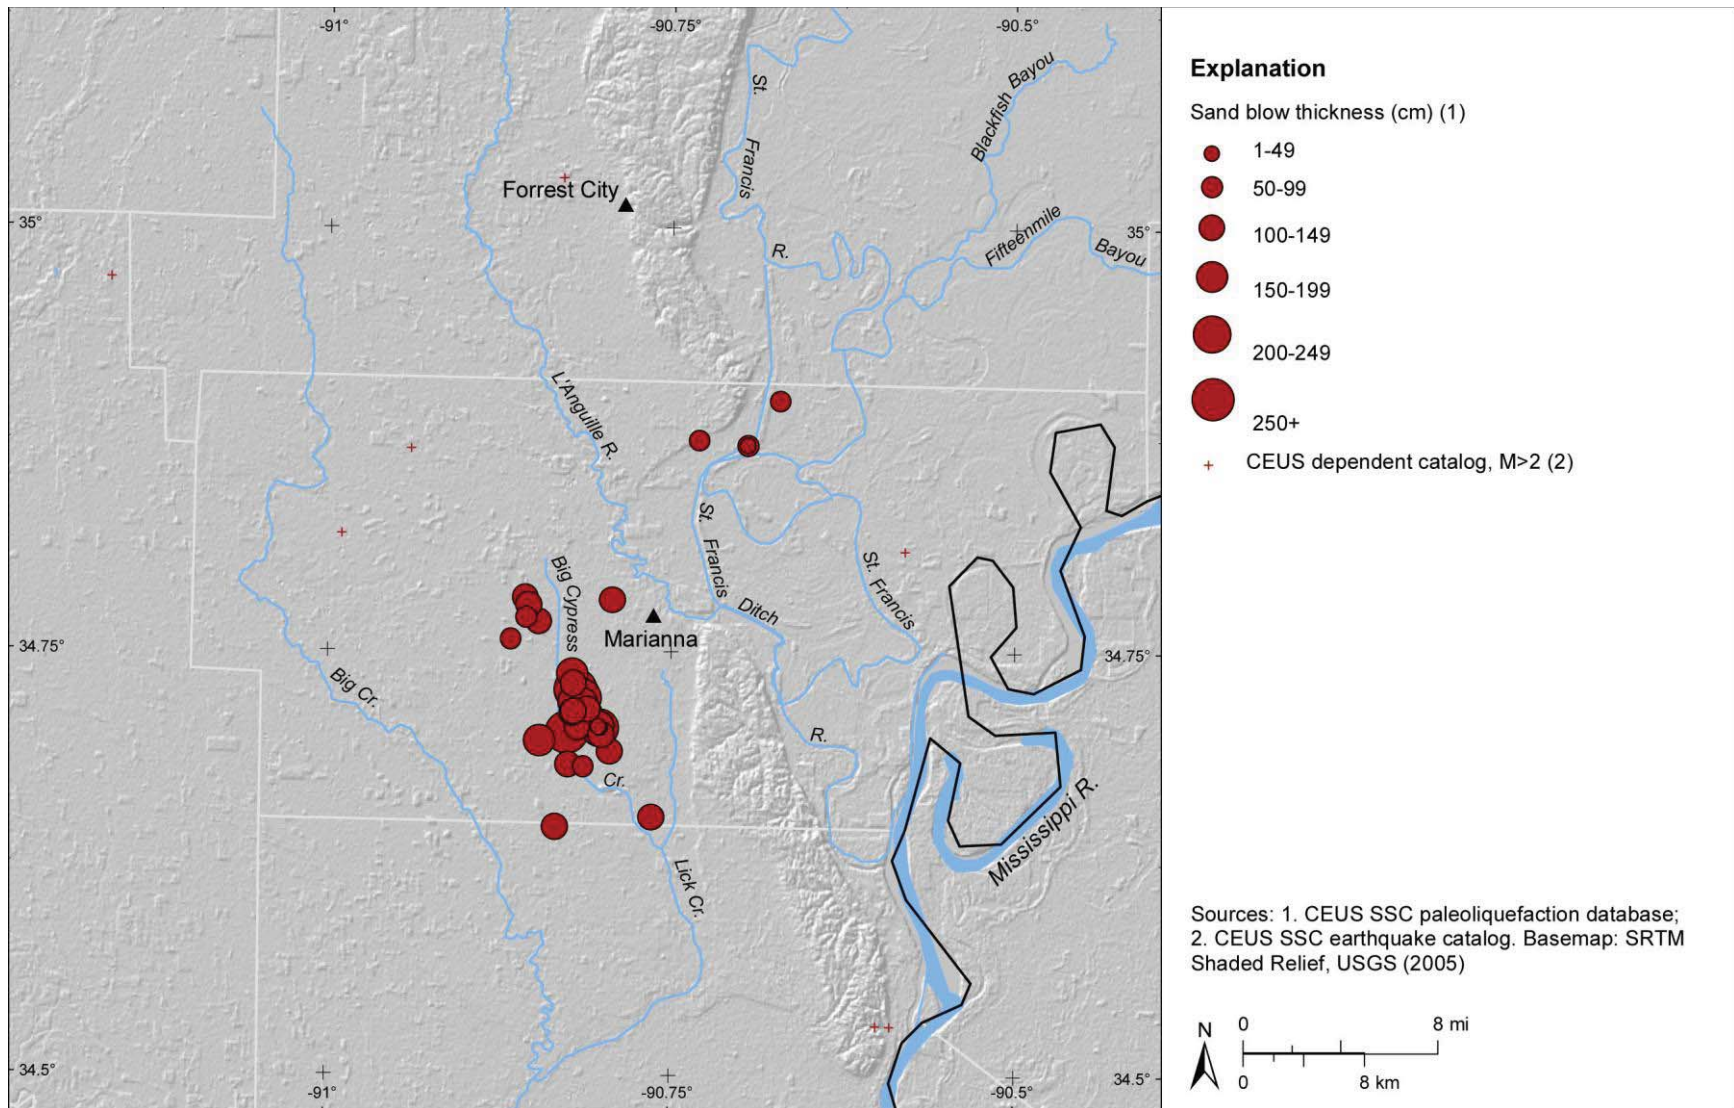 -91°
-90.75°
-90.5°
St.
Francis
R.
Blackfish Bayou
Fifteenmile
Bayou
Forrest City
35°
35°
L'Anguille R.
St.
Francis
Ditch
St. Francis
R.
Big Cypress
Cr.
Marianna
34.75°
34.75°
Big Cr.
Lick Cr.
Mississippi R.
34.5°
34.5°
-91°
-90.75°
-90.5°
Explanation
Sand blow thickness (cm) (1)
1-49
50-99
100-149
150-199
200-249
250+
CEUS dependent catalog, M>2 (2)
Sources: 1. CEUS SSC paleoliquefaction database;
2. CEUS SSC earthquake catalog. Basemap: SRTM
Shaded Relief, USGS (2005)
N
0
8 mi
0
8 km